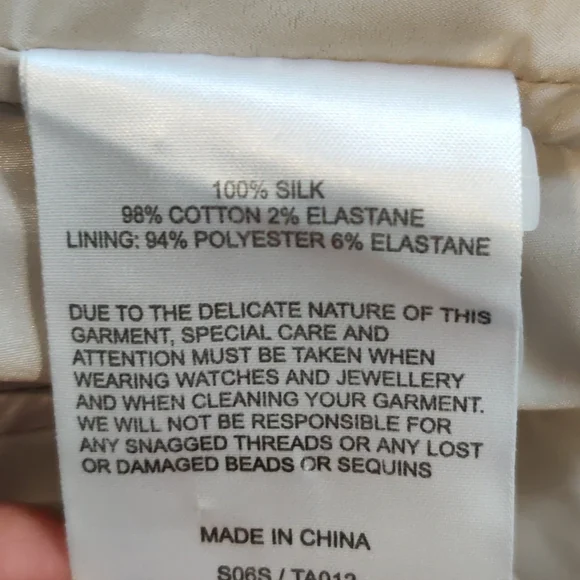 100% SILK
98% COTTON 2% ELASTANE
LINING: 94% POLYESTER 6% ELASTANE
DUE TO THE DELICATE NATURE OF THIS
GARMENT, SPECIAL CARE AND
ATTENTION MUST BE TAKEN WHEN
WEARING WATCHES AND JEWELLERY
AND WHEN CLEANING YOUR GARMENT.
WE WILL NOT BE RESPONSIBLE FOR
ANY SNAGGED THREADS OR ANY LOST
OR DAMAGED BEADS OR SEQUINS
MADE IN CHINA
S06S / TA012